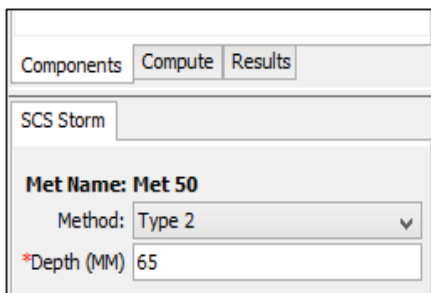 Components Compute Results
SCS Storm
Met Name: Met 50
Method: Type 2
*Depth (MM) 65